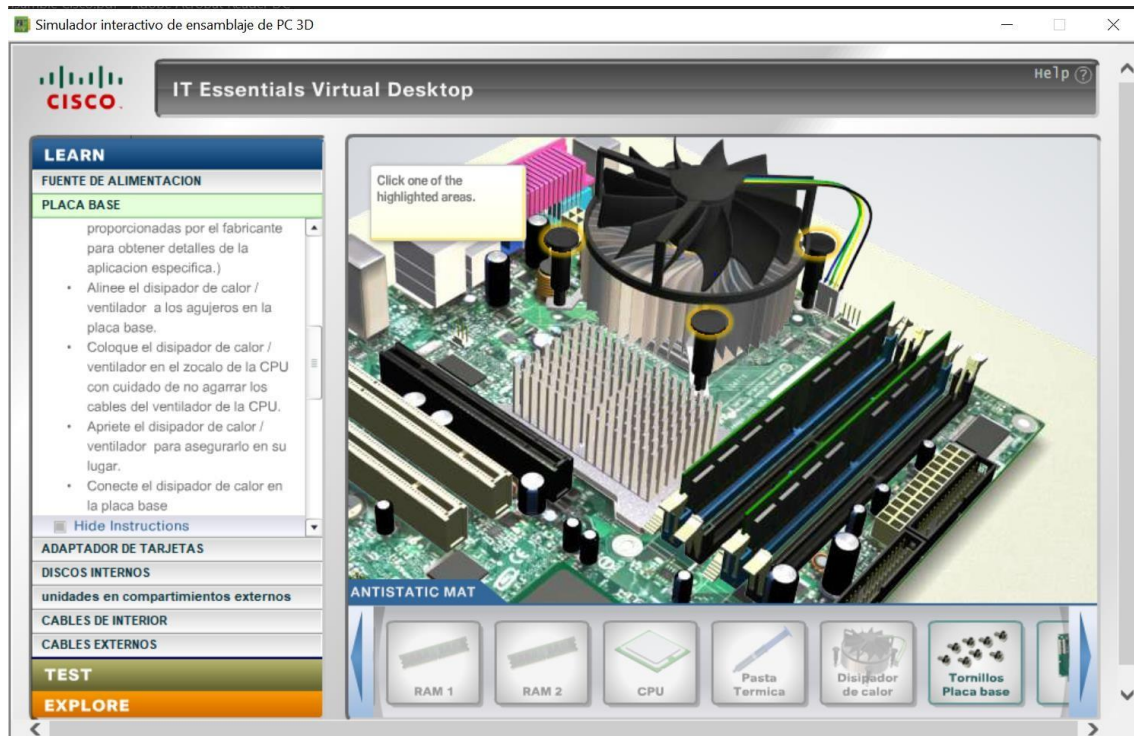 Simulador interactivo de ensamblaje de PC 3D
CISCO
IT Essentials Virtual Desktop
Help ?
LEARN
FUENTE DE ALIMENTACION
PLACA BASE
proporcionadas por el fabricante
para obtener detalles de la
aplicacion especifica.)
• Alinee el disipador de calor /
ventilador a los agujeros en la
placa base.
• Coloque el disipador de calor /
ventilador en el zocalo de la CPU
con cuidado de no agarrar los
cables del ventilador de la CPU.
• Apriete el disipador de calor /
ventilador para asegurarlo en su
lugar.
• Conecte el disipador de calor en
la placa base
Hide Instructions
ADAPTADOR DE TARJETAS
DISCOS INTERNOS
unidades en compartimientos externos
CABLES DE INTERIOR
CABLES EXTERNOS
TEST
EXPLORE
Click one of the
highlighted areas.
ANTISTATIC MAT
RAM 1
RAM 2
CPU
Pasta
Termica
Disipador
de calor
Tornillos
Placa base